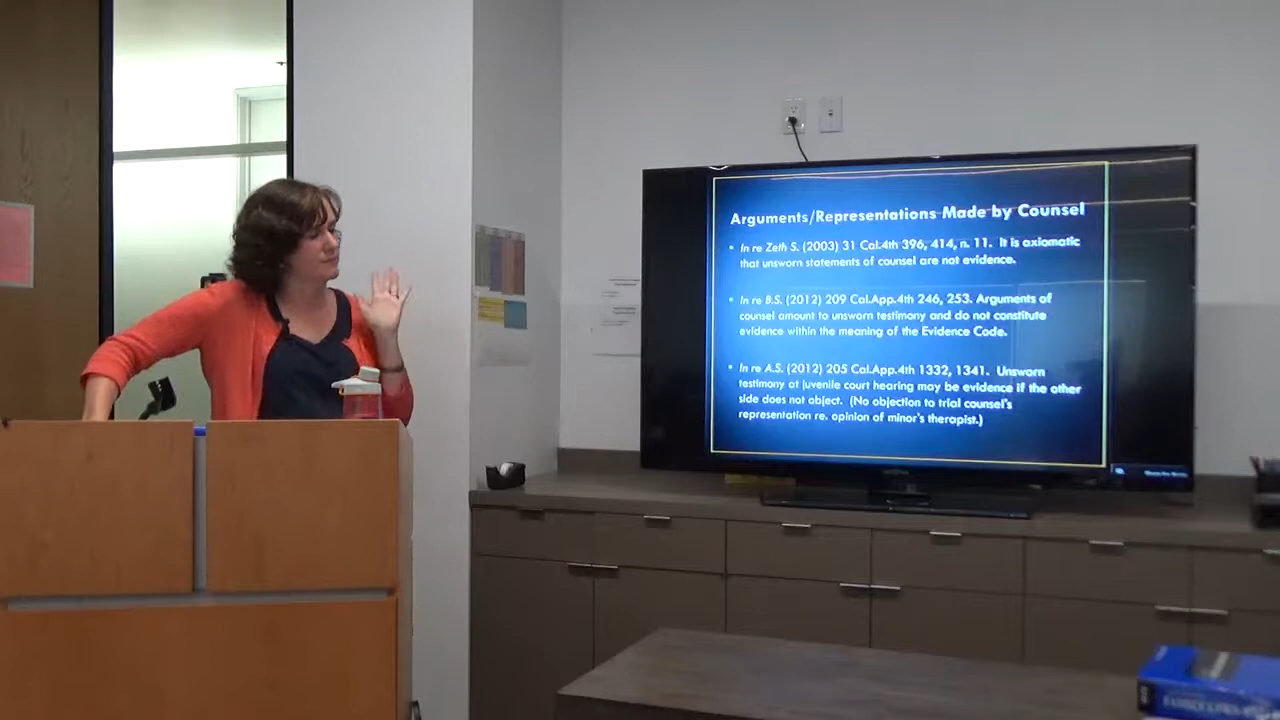 Arguments/Representations Made by Counsel
• In re Zeth S. (2003) 31 Cal.4th 396, 414, n. 11. It is axiomatic
that unsworn statements of counsel are not evidence.
• In re B.S. (2012) 209 Cal.App.4th 246, 253. Arguments of
counsel amount to unsworn testimony and do not constitute
evidence within the meaning of the Evidence Code.
• In re A.S. (2012) 205 Cal.App.4th 1332, 1341. Unsworn
testimony at juvenile court hearing may be evidence if the other
side does not object. (No objection to trial counsel's
representation re. opinion of minor's therapist.)